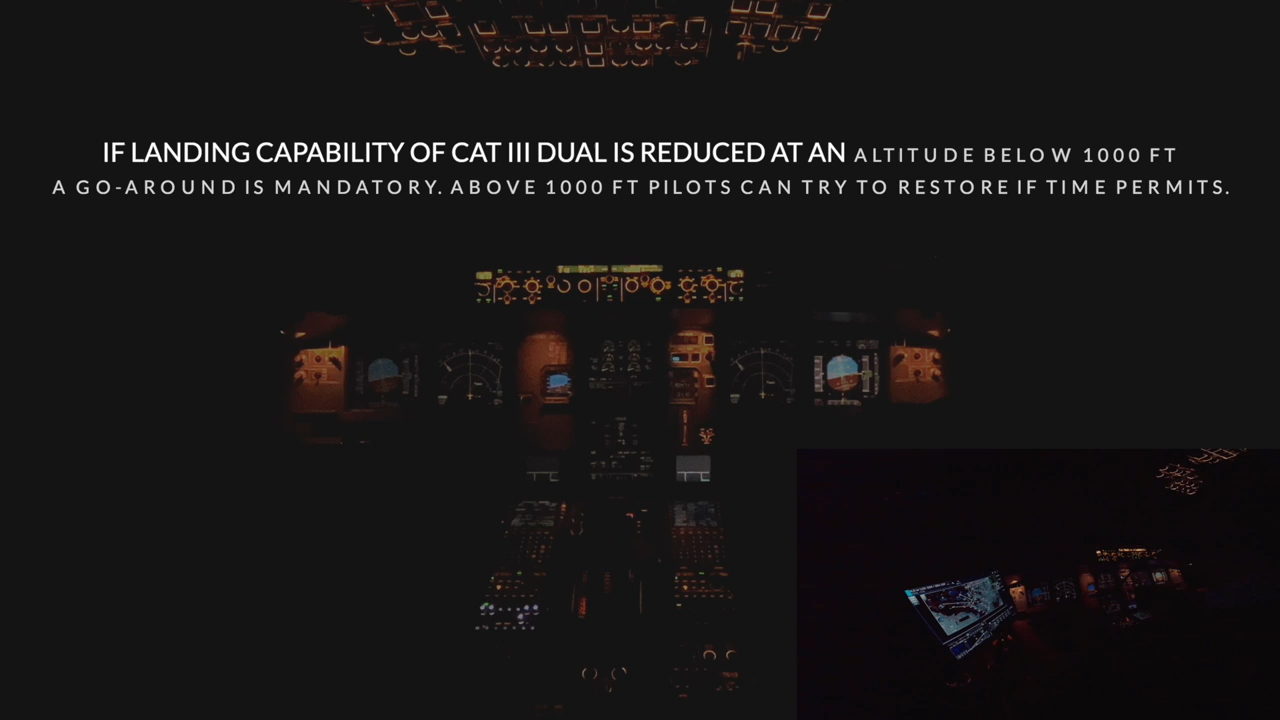 IF LANDING CAPABILITY OF CAT III DUAL IS REDUCED AT AN ALTITUDE BELOW 1000 FT
A GO-AROUND IS MANDATORY. ABOVE 1000 FT PILOTS CAN TRY TO RESTORE IF TIME PERMITS.